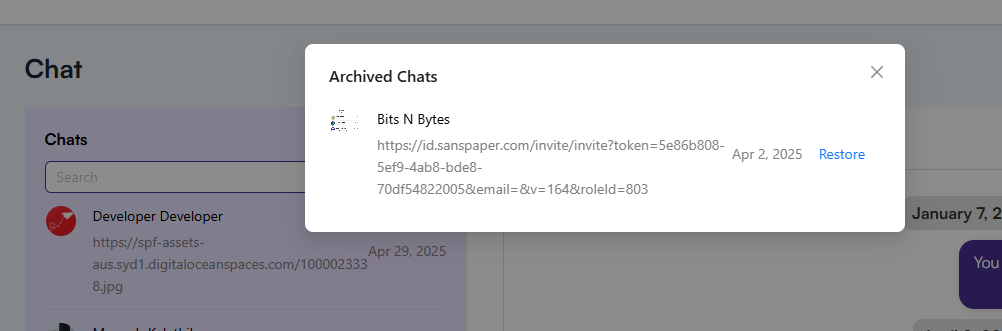 Chat
Archived Chats
Bits N Bytes
https://id.sanspaper.com/invite/invite?token=5e86b808-
5ef9-4ab8-bde8-
70df54822005&email=&v=164&roleId=803
Apr 2, 2025
Restore
Chats
Search
Developer Developer
https://spf-assets-
aus.syd1.digitaloceanspaces.com/100002333
8.jpg
Apr 29, 2025
January 7, 2
You